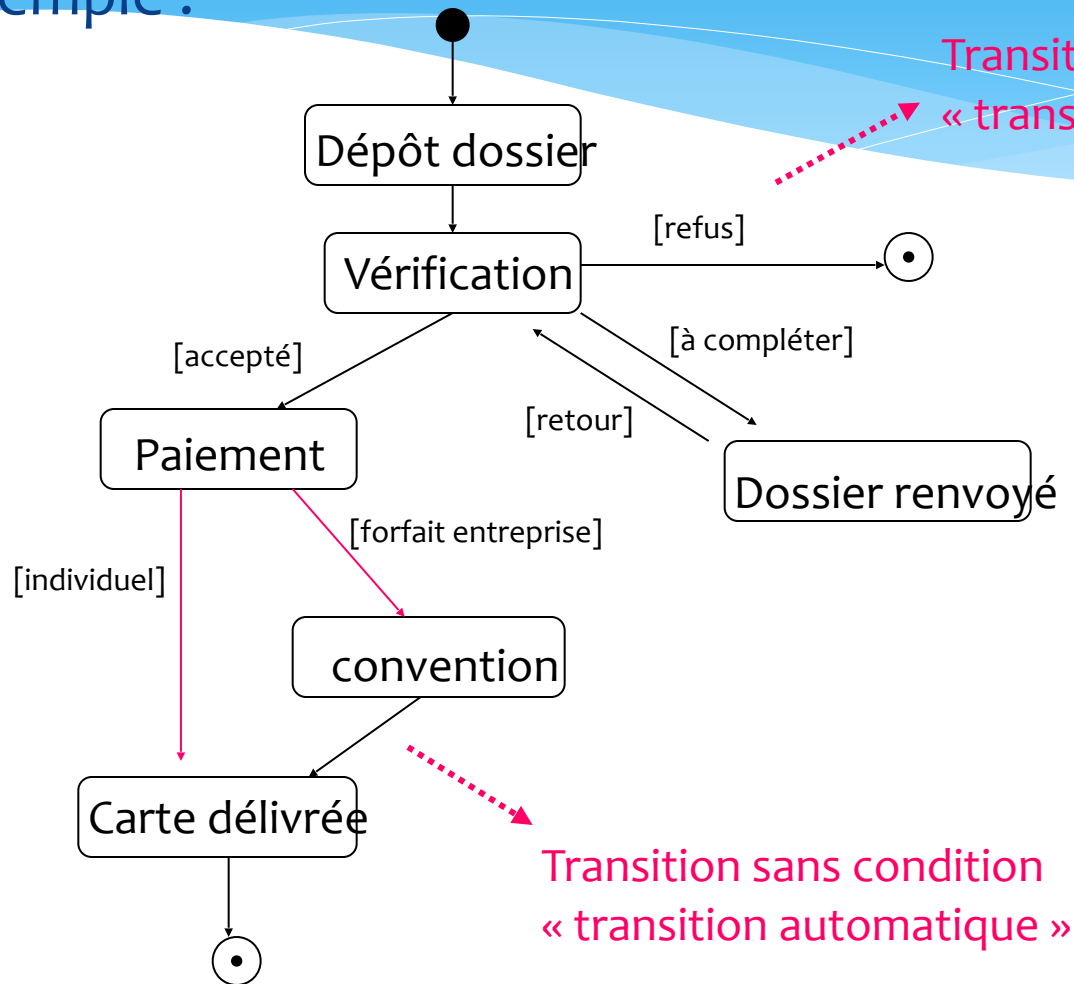 Transit
« trans
Dépôt dossier
[refus]
Vérification
[à compléter]
[accepté]
[retour]
Paiement
Dossier renvoyé
[forfait entreprise]
[individuel]
convention
Carte délivrée
Transition sans condition
« transition automatique »